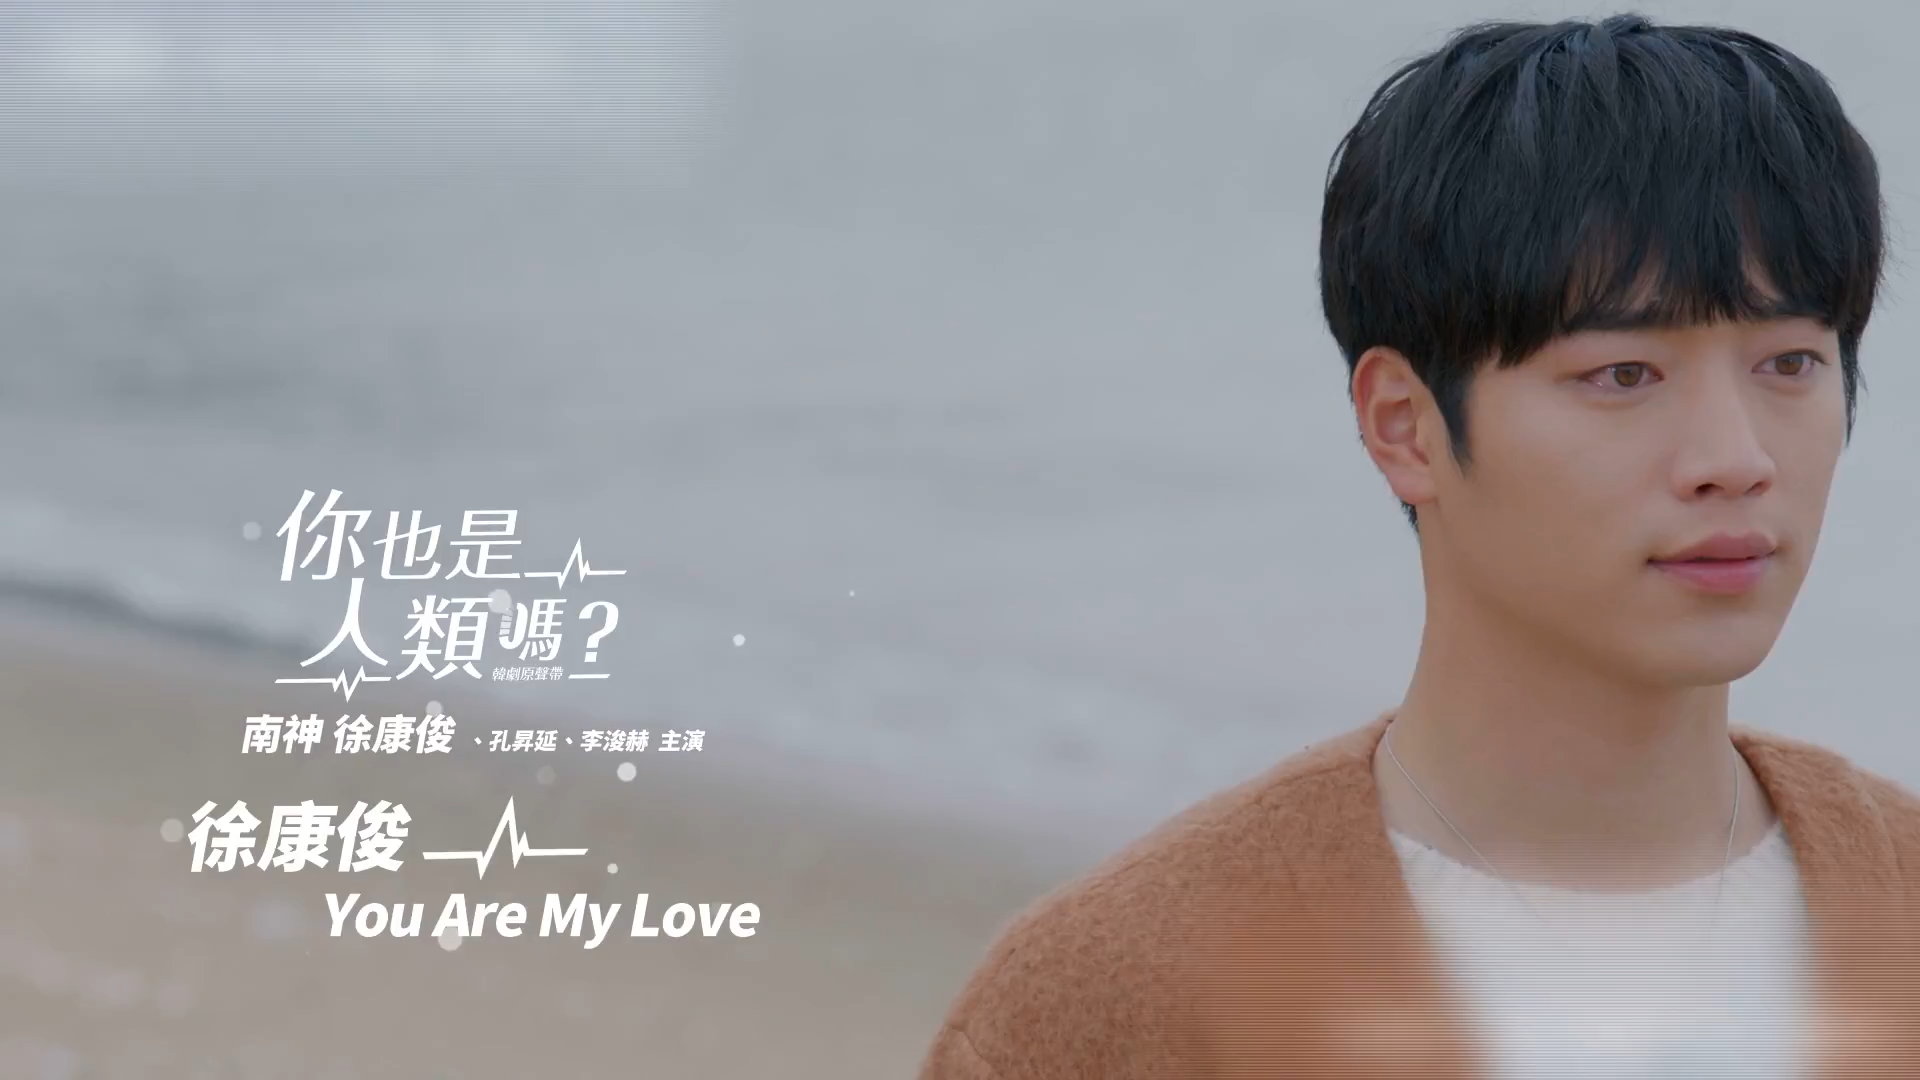 你也是
人類嗎?
韓劇原聲帶
南神 徐康俊 、孔昇延、李浚赫 主演
徐康俊
You Are My Love